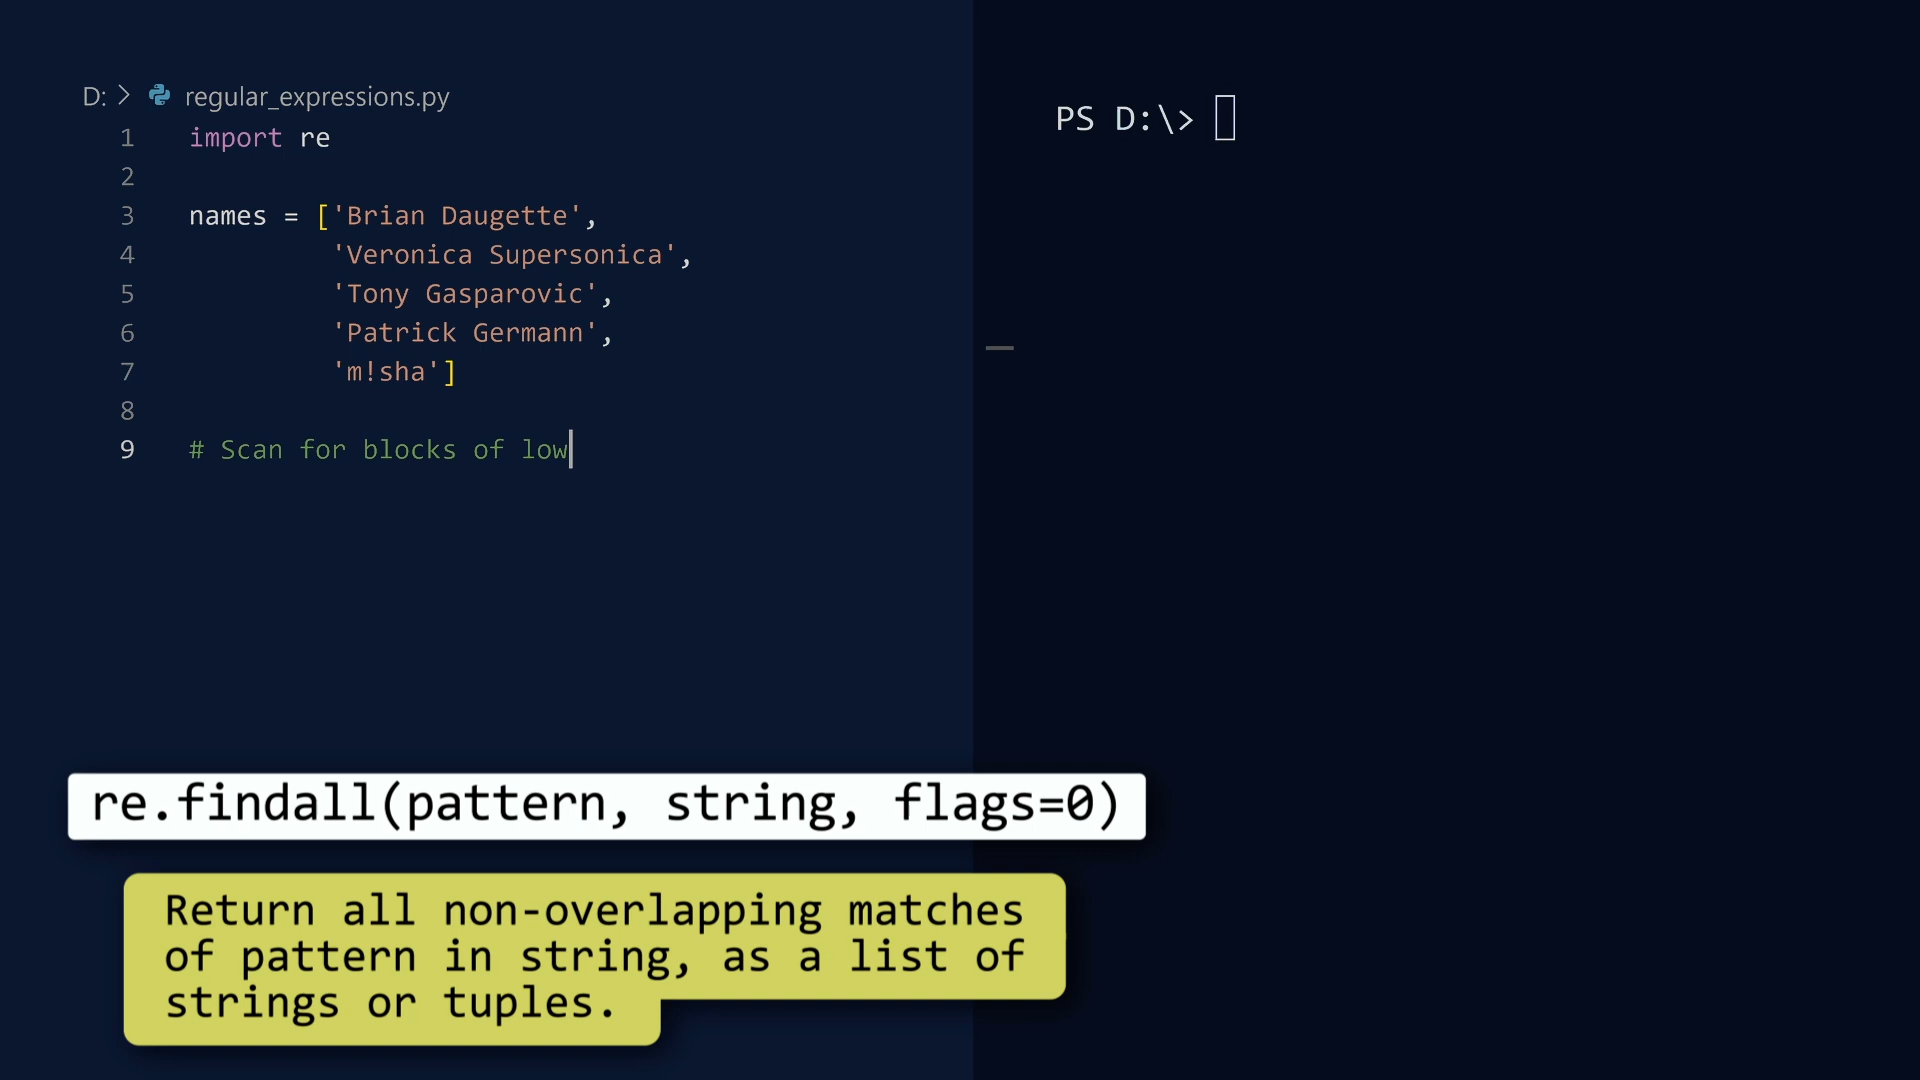 D: > regular_expressions.py
1 import re
2
3 names = ['Brian Daugette',
4 'Veronica Supersonica',
5 'Tony Gasparovic',
6 'Patrick Germann',
7 'm!sha']
8
9 # Scan for blocks of low
PS D:\>
re.findall(pattern, string, flags=0)
Return all non-overlapping matches
of pattern in string, as a list of
strings or tuples.